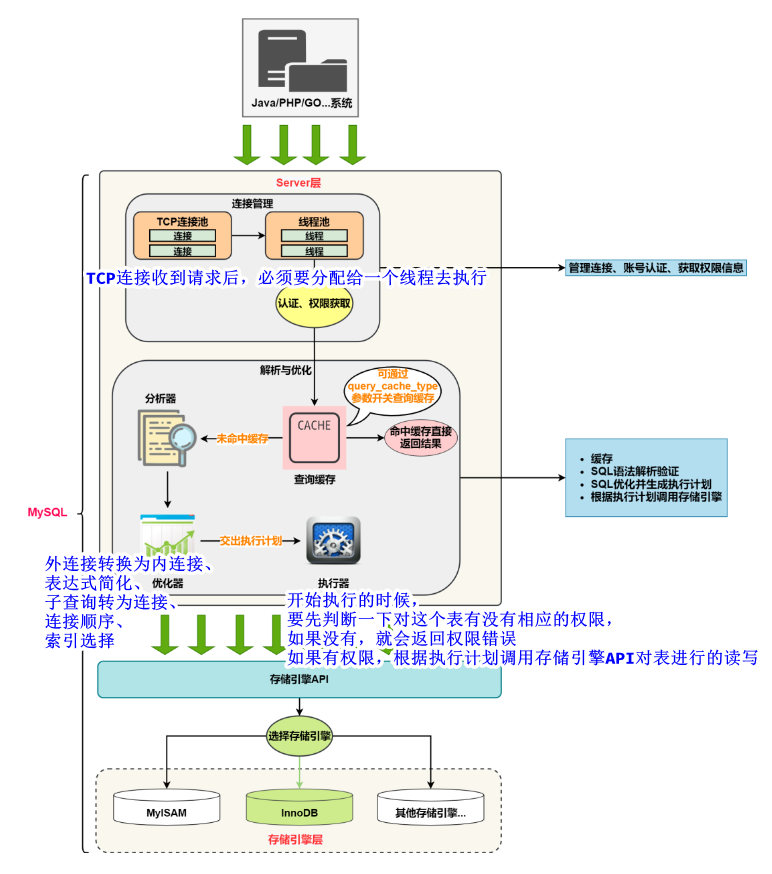 Java/PHP/GO...系统
Server层
连接管理
TCP连接池
连接
连接
线程池
线程
线程
TCP连接收到请求后，必须要分配给一个线程去执行
管理连接、账号认证、获取权限信息
认证、权限获取
解析与优化
可通过
query_cache_type
参数开关查询缓存
分析器
CACHE
未命中缓存
命中缓存直接
返回结果
查询缓存
缓存
SQL语法解析验证
SQL优化并生成执行计划
根据执行计划调用存储引擎
MySQL
交出执行计划
优化器
执行器
外连接转换为内连接、
表达式简化、
子查询转为连接、
连接顺序、
索引选择
开始执行的时候，
要先判断一下对这个表有没有相应的权限，
如果没有，就会返回权限错误
如果有权限，根据执行计划调用存储引擎API对表进行的读写
存储引擎API
选择存储引擎
MyISAM
InnoDB
其他存储引擎...
存储引擎层